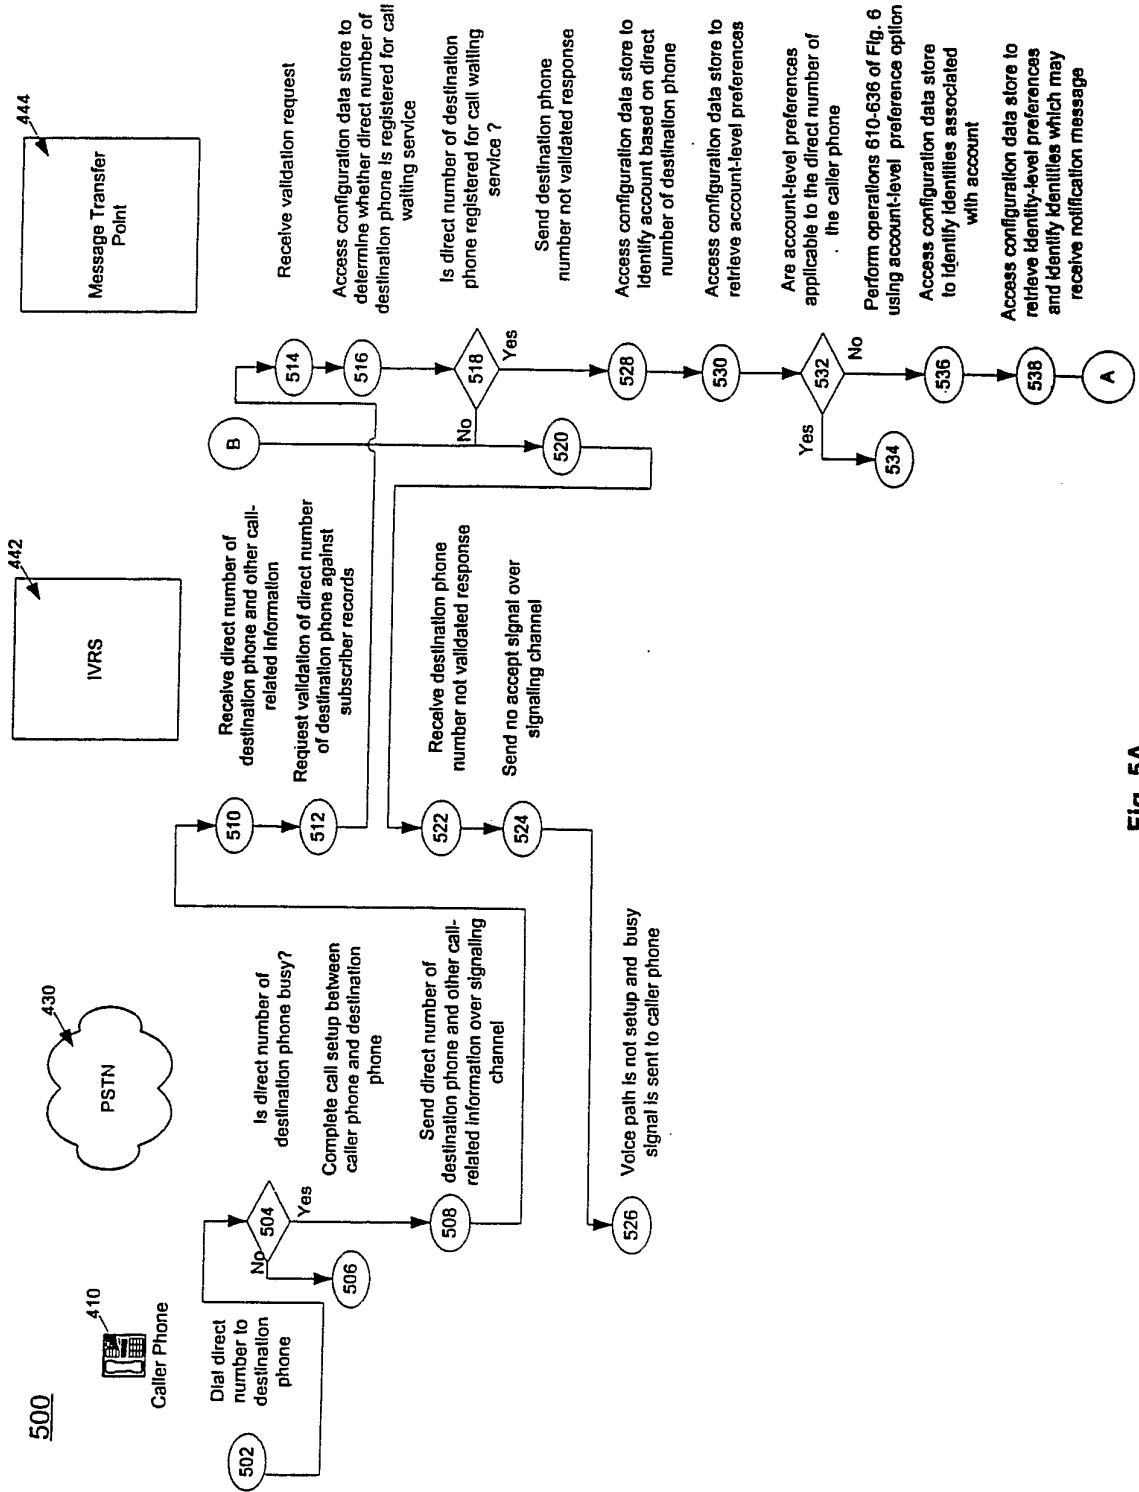 500
410
Caller Phone
430
PSTN
442
IVRS
444
Message Transfer
Point
502
Dial direct
number to
destination
phone
504
Is direct number of
destination phone busy?
No
Yes
506
Complete call setup between
caller phone and destination
phone
508
Send direct number of
destination phone and other call-
related information over signaling
channel
510
Receive direct number of
destination phone and other call-
related information
512
Request validation of direct number
of destination phone against
subscriber records
B
514
Receive validation request
516
Access configuration data store to
determine whether direct number of
destination phone is registered for call
waiting service
518
Is direct number of destination
phone registered for call waiting
service ?
No
Yes
520
Send destination phone
number not validated response
522
Receive destination phone
number not validated response
524
Send no accept signal over
signaling channel
526
Voice path is not setup and busy
signal is sent to caller phone
528
Access configuration data store to
identify account based on direct
number of destination phone
530
Access configuration data store to
retrieve account-level preferences
532
Are account-level preferences
applicable to the direct number of
the caller phone
Yes
No
534
Perform operations 610-636 of Fig. 6
using account-level preference option
536
Access configuration data store
to identify identities associated
with account
538
Access configuration data store to
retrieve identity-level preferences
and identify identities which may
receive notification message
A
Fig. 5A